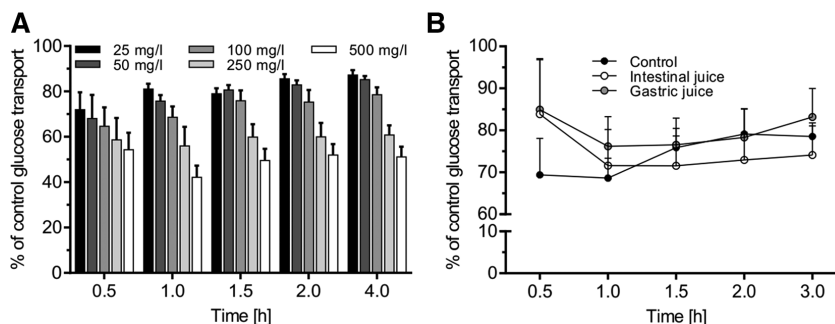 A
% of control glucose transport
100
80
60
40
20
0
25 mg/l
50 mg/l
100 mg/l
250 mg/l
500 mg/l
0.5 1.0 1.5 2.0 4.0
Time [h]
B
% of control glucose transport
100
90
80
70
60
10
0
Control
Intestinal juice
Gastric juice
0.5 1.0 1.5 2.0 3.0
Time [h]